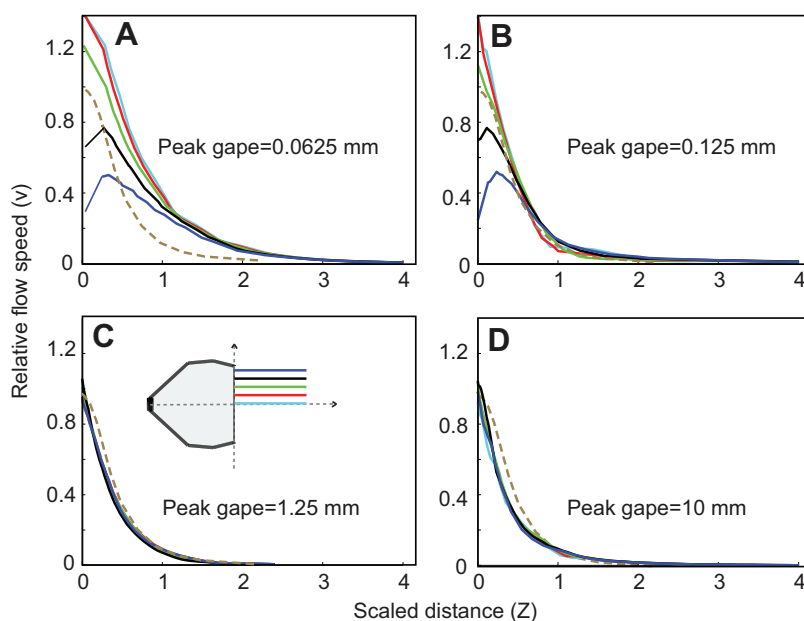 A
B
1.2
0.8
0.4
0
Peak gape=0.0625 mm
0 1 2 3 4
1.2
0.8
0.4
0
Peak gape=0.125 mm
0 1 2 3 4
Relative flow speed (v)
C
D
1.2
0.8
0.4
0
Peak gape=1.25 mm
0 1 2 3 4
1.2
0.8
0.4
0
Peak gape=10 mm
0 1 2 3 4
Scaled distance (Z)